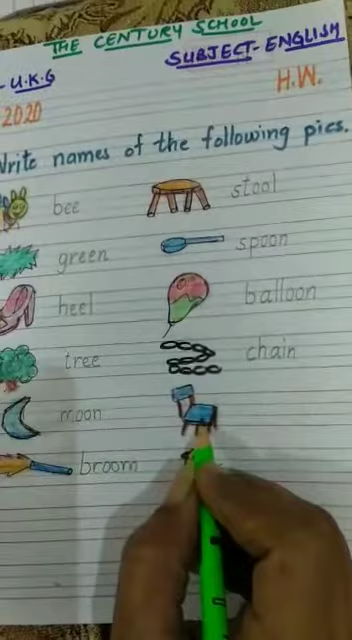 THE CENTURY SCHOOL
- U.K.G SUBJECT-ENGLISH
2020 H.W.
Write names of the following pics.
bee stool
green spoon
heel balloon
tree chain
moon
broom